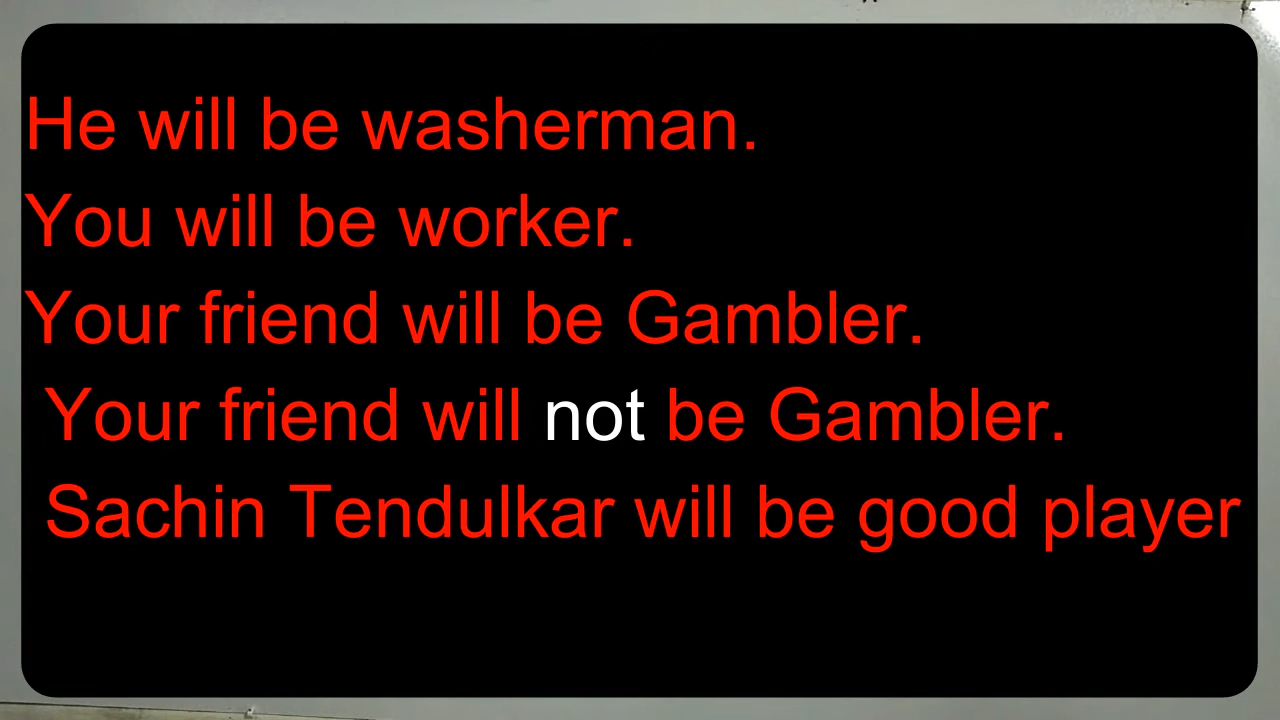 He will be washerman.
You will be worker.
Your friend will be Gambler.
Your friend will not be Gambler.
Sachin Tendulkar will be good player